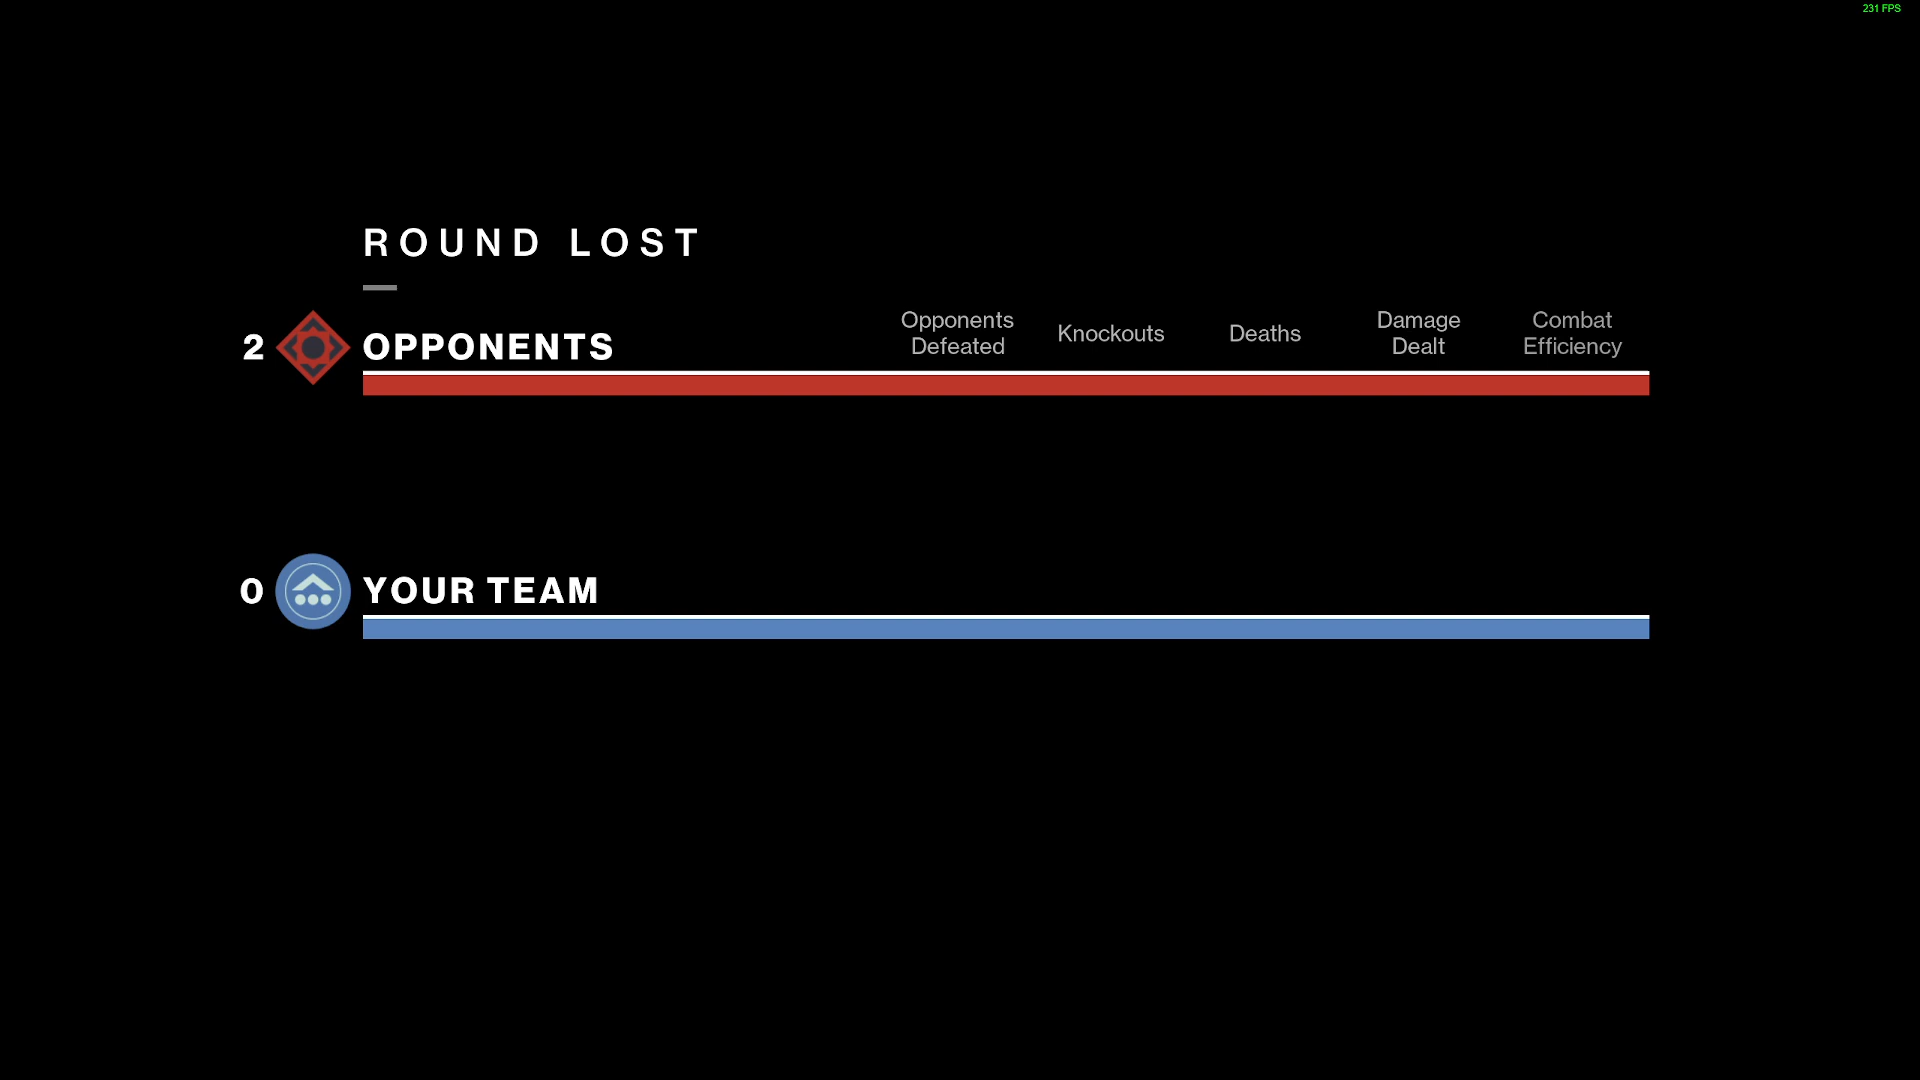 231 FPS
ROUND LOST
2 OPPONENTS
Opponents Defeated
Knockouts
Deaths
Damage Dealt
Combat Efficiency
0 YOUR TEAM